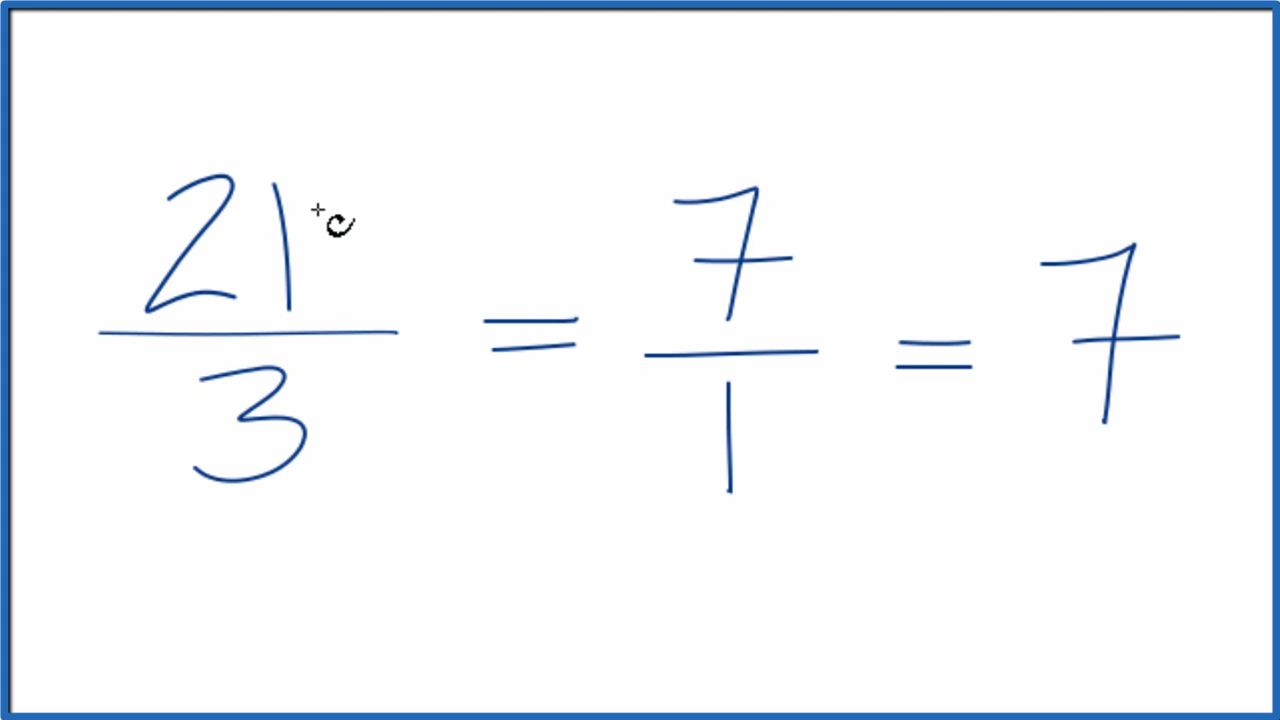 21/3 = 7/1 = 7